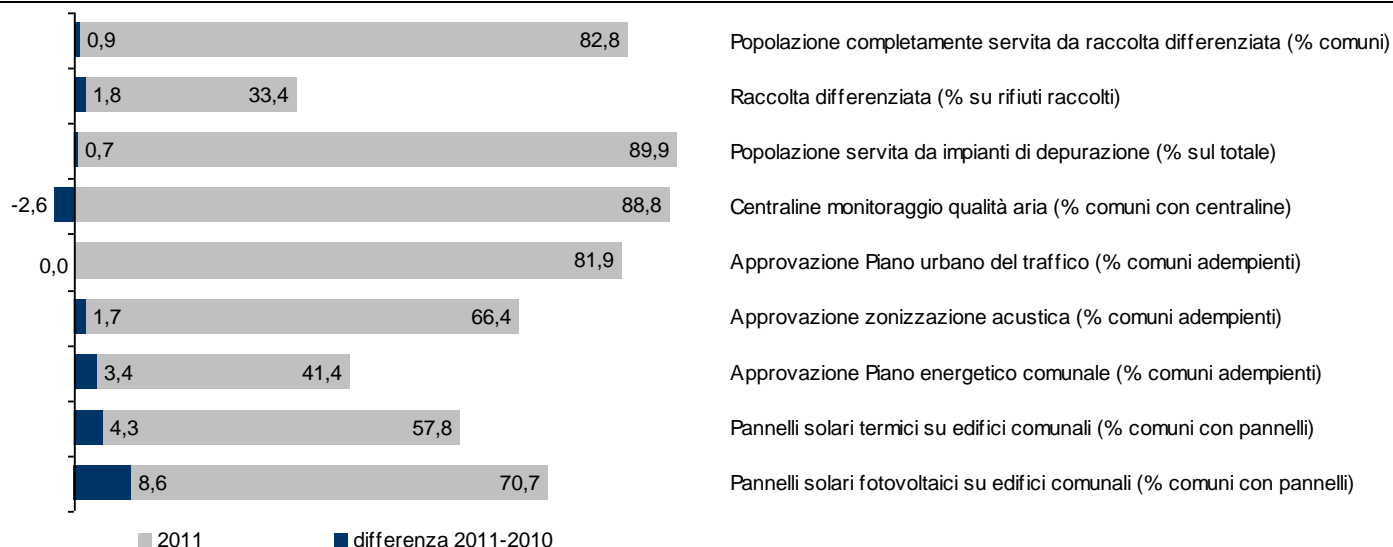 0,9 82,8 Popolazione completamente servita da raccolta differenziata (% comuni)
1,8 33,4 Raccolta differenziata (% su rifiuti raccolti)
0,7 89,9 Popolazione servita da impianti di depurazione (% sul totale)
-2,6 88,8 Centraline monitoraggio qualità aria (% comuni con centraline)
0,0 81,9 Approvazione Piano urbano del traffico (% comuni adempienti)
1,7 66,4 Approvazione zonizzazione acustica (% comuni adempienti)
3,4 41,4 Approvazione Piano energetico comunale (% comuni adempienti)
4,3 57,8 Pannelli solari termici su edifici comunali (% comuni con pannelli)
8,6 70,7 Pannelli solari fotovoltaici su edifici comunali (% comuni con pannelli)
2011 differenza 2011-2010